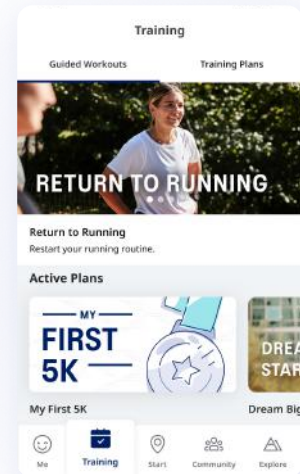 Training
Guided Workouts Training Plans
RETURN TO RUNNING
Return to Running
Restart your running routine.
Active Plans
MY
FIRST
5K
DREA
STAR
My First 5K Dream Big
Me Training Start Community Explore